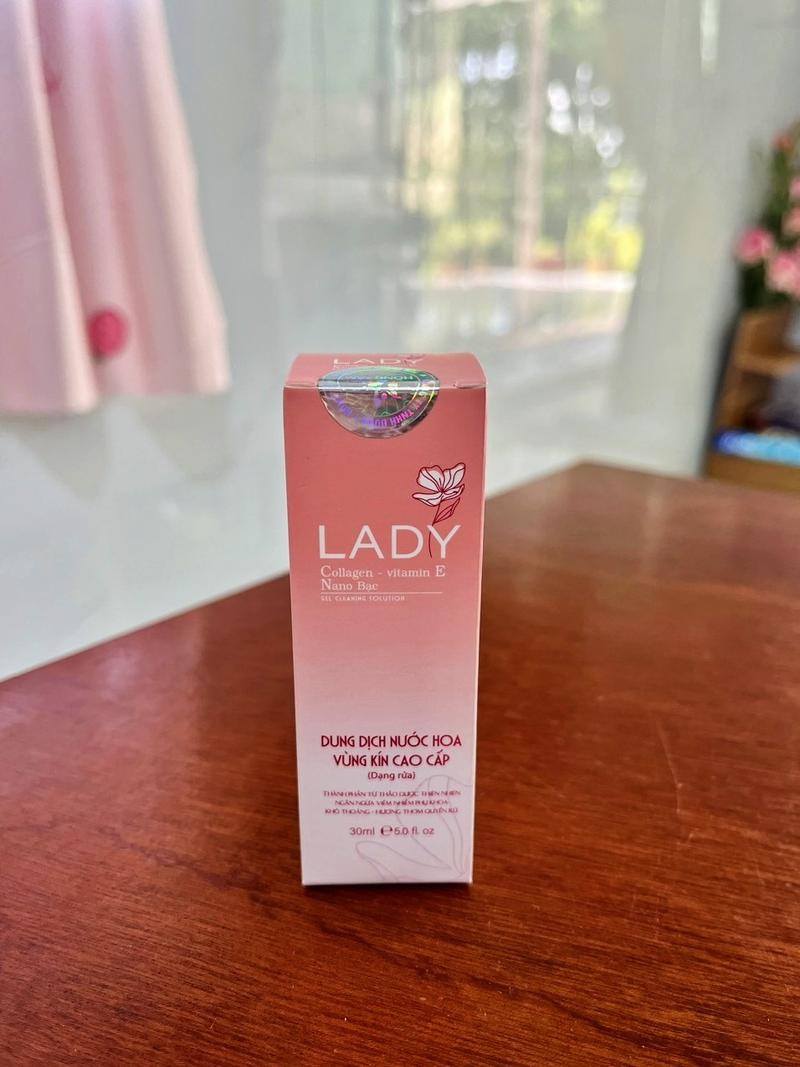 LADY
LADY
Collagen - vitamin E
Nano Bạc
GEL CLEANING SOLUTION
DUNG DỊCH NƯỚC HOA
VÙNG KÍN CAO CẤP
(Dạng rửa)
THÀNH PHẦN TỪ THẢO DƯỢC THIÊN NHIÊN
NGĂN NGỪA VIÊM NHIỄM PHỤ KHOA
KHÔ THOÁNG - HƯƠNG THƠM QUYẾN RŨ
30ml ℮ 5.0 fl. oz